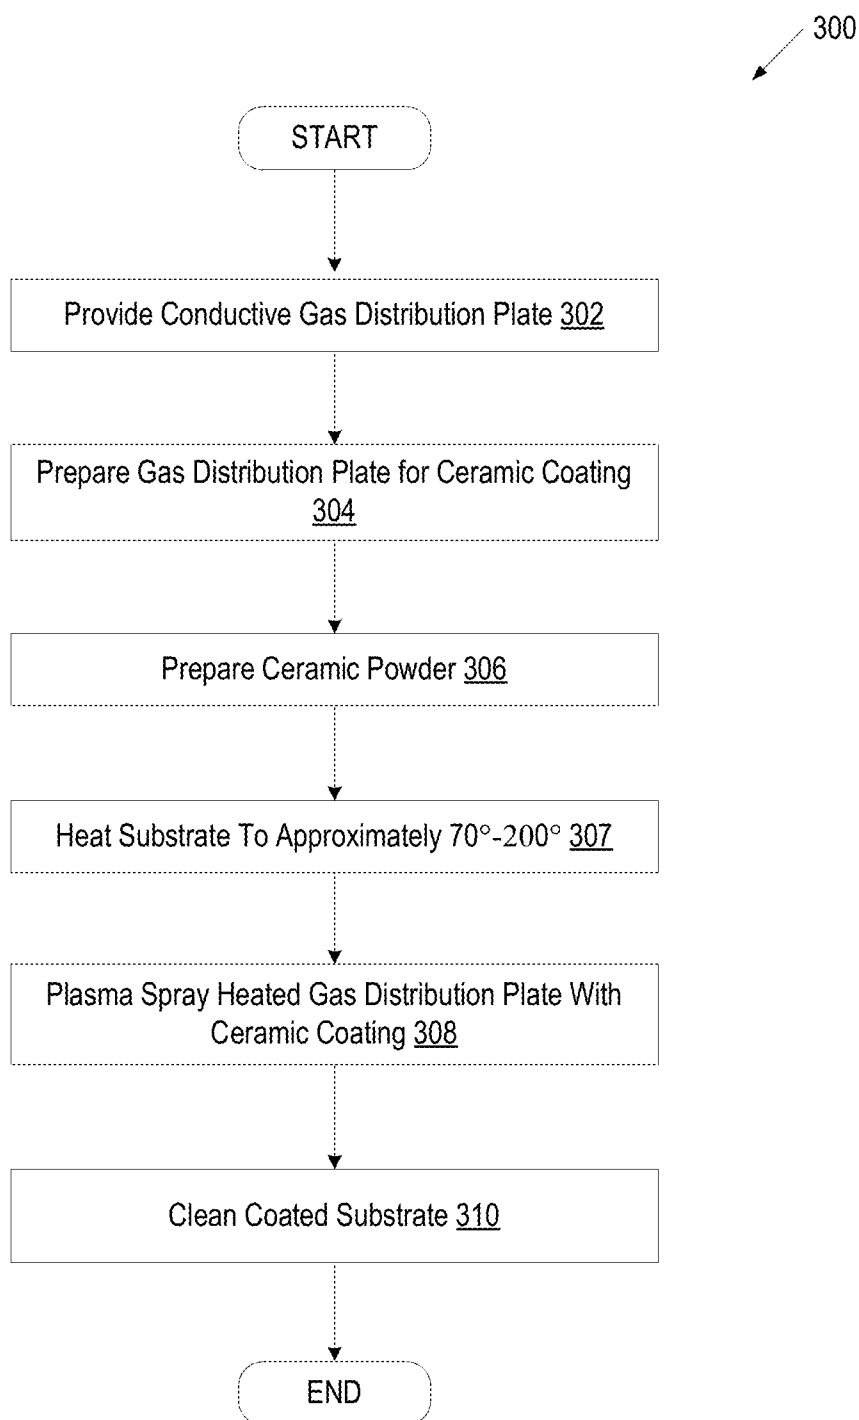 300
START
Provide Conductive Gas Distribution Plate 302
Prepare Gas Distribution Plate for Ceramic Coating
304
Prepare Ceramic Powder 306
Heat Substrate To Approximately 70°-200° 307
Plasma Spray Heated Gas Distribution Plate With
Ceramic Coating 308
Clean Coated Substrate 310
END